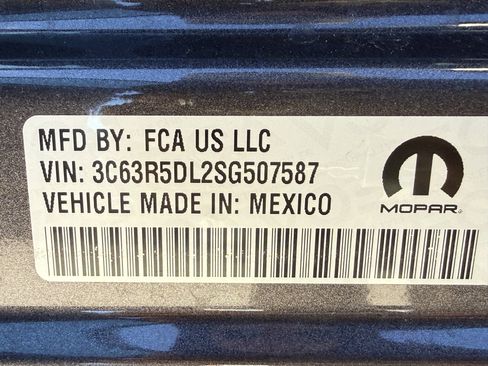 MFD BY: FCA US LLC
VIN: 3C63R5DL2SG507587
VEHICLE MADE IN: MEXICO
MOPAR®